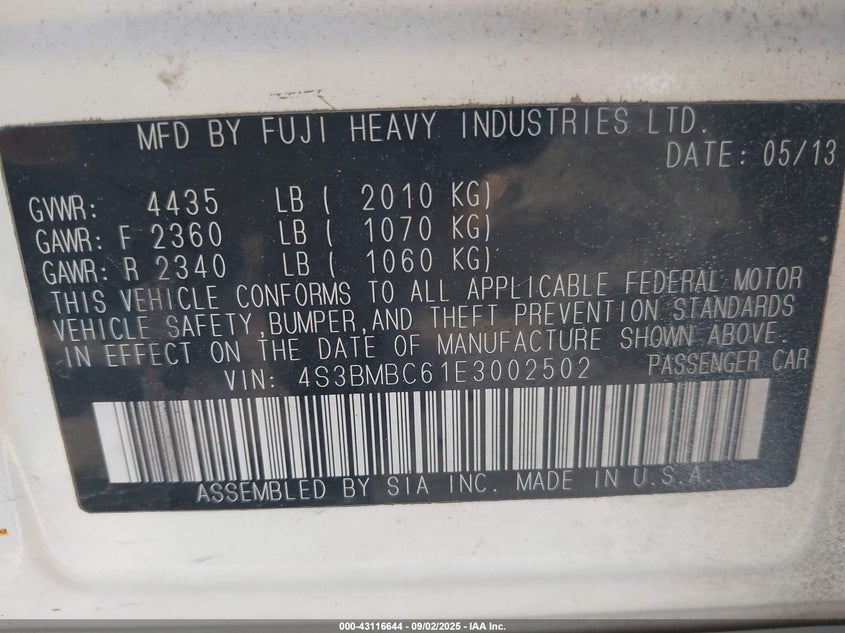 MFD BY FUJI HEAVY INDUSTRIES LTD.
DATE: 05/13
GVWR: 4435 LB ( 2010 KG)
GAWR: F 2360 LB ( 1070 KG)
GAWR: R 2340 LB ( 1060 KG)
THIS VEHICLE CONFORMS TO ALL APPLICABLE FEDERAL MOTOR
VEHICLE SAFETY,BUMPER,AND THEFT PREVENTION STANDARDS
IN EFFECT ON THE DATE OF MANUFACTURE SHOWN ABOVE.
VIN: 4S3BMBC61E3002502 PASSENGER CAR
ASSEMBLED BY SIA INC. MADE IN U.S.A.
000-43116644 - 09/02/2025 - IAA Inc.